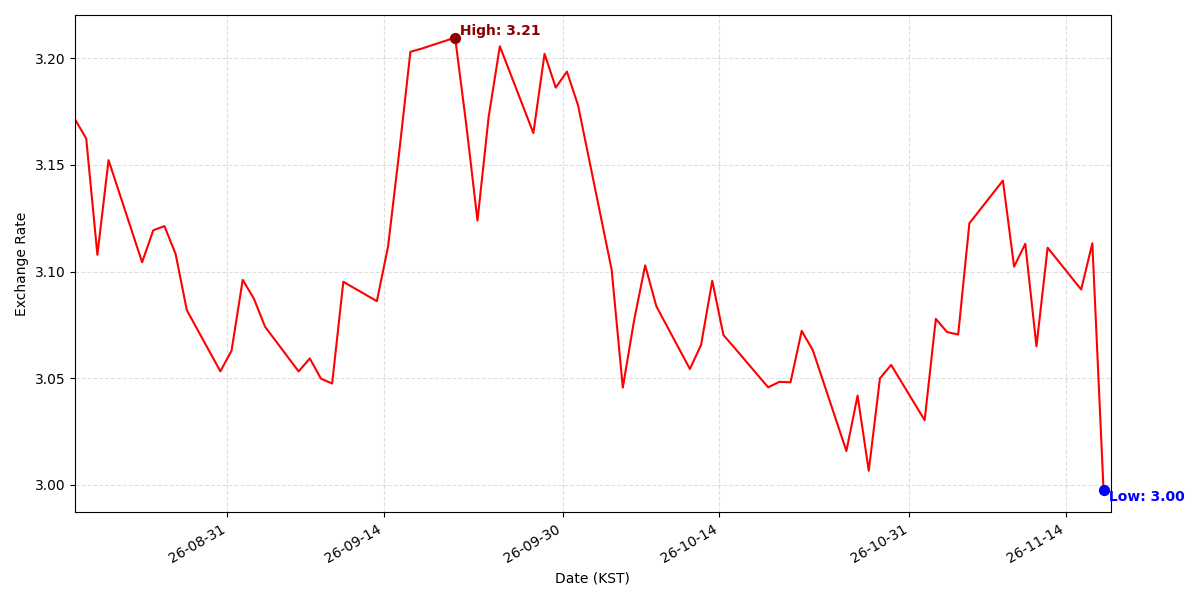 High: 3.21
3.20
3.15
3.10
3.05
3.00
Exchange Rate
Low: 3.00
26-08-31
26-09-14
26-09-30
26-10-14
26-10-31
26-11-14
Date (KST)